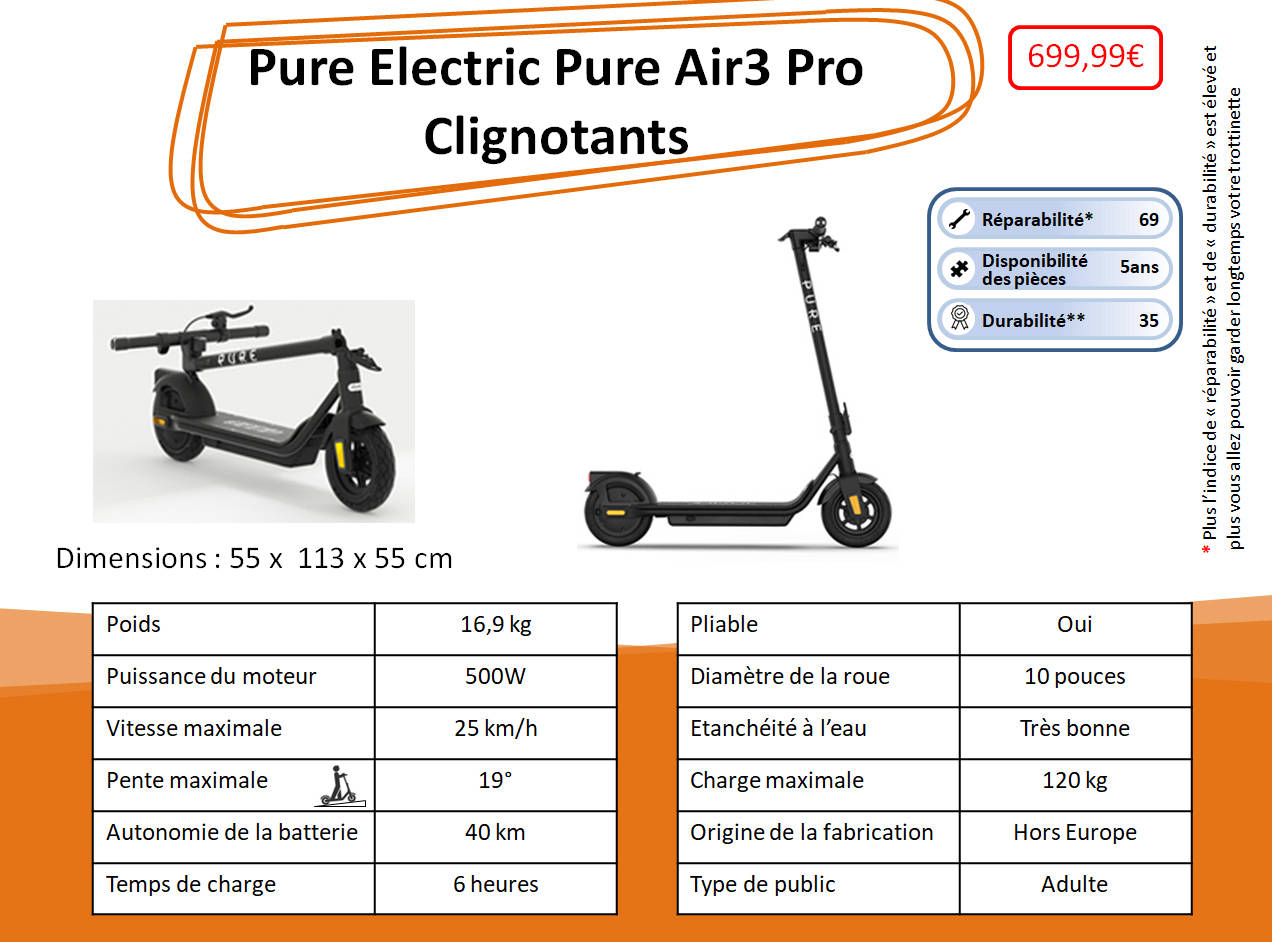 Pure Electric Pure Air3 Pro
Clignotants
699,99€
Réparabilité* 69
Disponibilité
des pièces 5ans
Durabilité** 35
* Plus l’indice de « réparabilité » et de « durabilité » est élevé et
plus vous allez pouvoir garder longtemps votre trottinette
PURE
PURE
Dimensions : 55 x 113 x 55 cm
Poids 16,9 kg
Puissance du moteur 500W
Vitesse maximale 25 km/h
Pente maximale 19°
Autonomie de la batterie 40 km
Temps de charge 6 heures
Pliable Oui
Diamètre de la roue 10 pouces
Etanchéité à l’eau Très bonne
Charge maximale 120 kg
Origine de la fabrication Hors Europe
Type de public Adulte